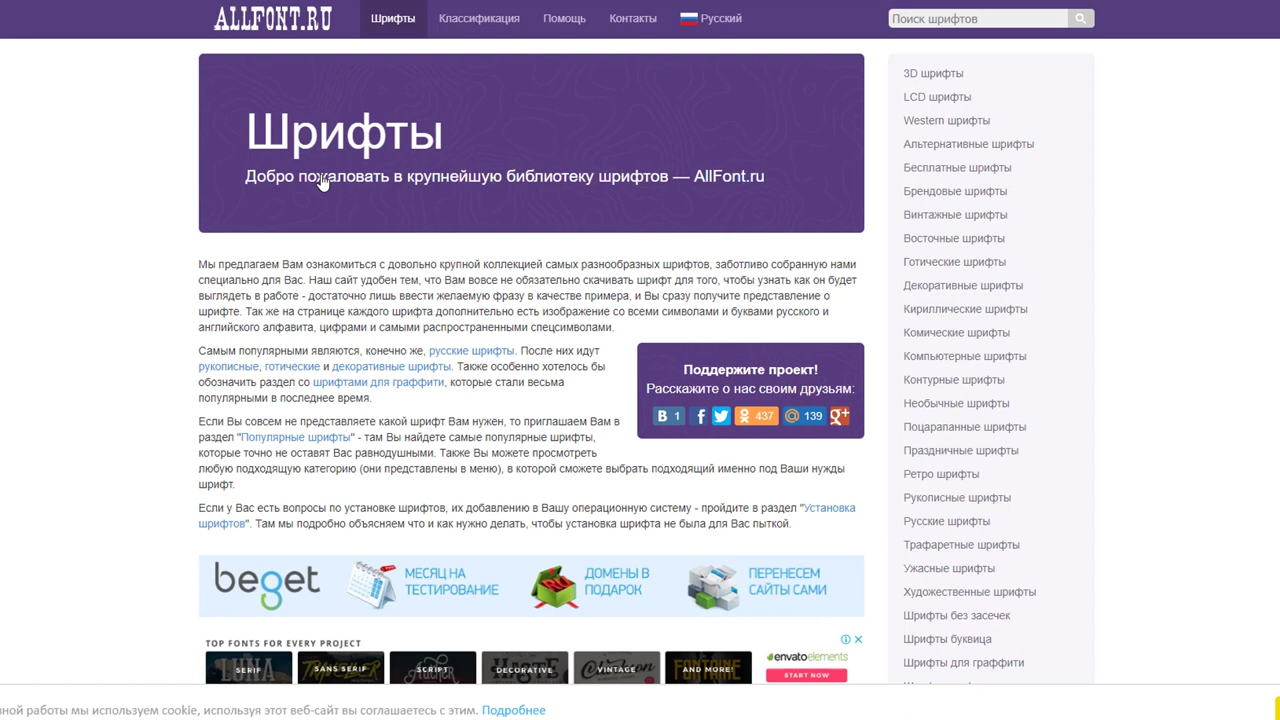 ALLFONT.RU
Шрифты
Классификация
Помощь
Контакты
Русский
Поиск шрифтов
Шрифты
Добро пожаловать в крупнейшую библиотеку шрифтов — AllFont.ru
Мы предлагаем Вам ознакомиться с довольно крупной коллекцией самых разнообразных шрифтов, заботливо собранную нами
специально для Вас. Наш сайт удобен тем, что Вам вовсе не обязательно скачивать шрифт для того, чтобы узнать как он будет
выглядеть в работе - достаточно лишь ввести желаемую фразу в качестве примера, и Вы сразу получите представление о
шрифте. Так же на странице каждого шрифта дополнительно есть изображение со всеми символами и буквами русского и
английского алфавита, цифрами и самыми распространенными спецсимволами.
Самым популярными являются, конечно же, русские шрифты. После них идут
рукописные, готические и декоративные шрифты. Также особенно хотелось бы
обозначить раздел со шрифтами для граффити, которые стали весьма
популярными в последнее время.
Поддержите проект!
Расскажите о нас своим друзьям:
B 1
437
139
Если Вы совсем не представляете какой шрифт Вам нужен, то приглашаем Вам в
раздел "Популярные шрифты" - там Вы найдете самые популярные шрифты,
которые точно не оставят Вас равнодушными. Также Вы можете просмотреть
любую подходящую категорию (они представлены в меню), в которой сможете выбрать подходящий именно под Ваши нужды
шрифт.
Если у Вас есть вопросы по установке шрифтов, их добавлению в Вашу операционную систему - пройдите в раздел "Установка
шрифтов". Там мы подробно объясняем что и как нужно делать, чтобы установка шрифта не была для Вас пыткой.
beget
МЕСЯЦ НА
ТЕСТИРОВАНИЕ
ДОМЕНЫ В
ПОДАРОК
ПЕРЕНЕСЕМ
САЙТЫ САМИ
TOP FONTS FOR EVERY PROJECT
SERIF
SANS SERIF
SCRIPT
DECORATIVE
VINTAGE
AND MORE!
envatoelements
START NOW
3D шрифты
LCD шрифты
Western шрифты
Альтернативные шрифты
Бесплатные шрифты
Брендовые шрифты
Винтажные шрифты
Восточные шрифты
Готические шрифты
Декоративные шрифты
Кириллические шрифты
Комические шрифты
Компьютерные шрифты
Контурные шрифты
Необычные шрифты
Поцарапанные шрифты
Праздничные шрифты
Ретро шрифты
Рукописные шрифты
Русские шрифты
Трафаретные шрифты
Ужасные шрифты
Художественные шрифты
Шрифты без засечек
Шрифты буквица
Шрифты для граффити
вной работы мы используем cookie, используя этот веб-сайт вы соглашаетесь с этим. Подробнее